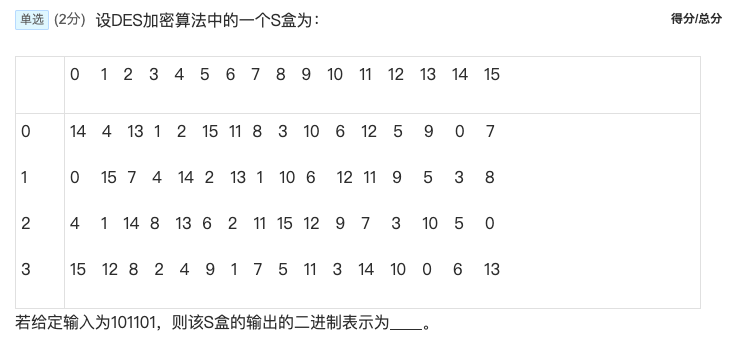 单选 (2分) 设DES加密算法中的一个S盒为： 得分/总分
0 1 2 3 4 5 6 7 8 9 10 11 12 13 14 15
0 14 4 13 1 2 15 11 8 3 10 6 12 5 9 0 7
1 0 15 7 4 14 2 13 1 10 6 12 11 9 5 3 8
2 4 1 14 8 13 6 2 11 15 12 9 7 3 10 5 0
3 15 12 8 2 4 9 1 7 5 11 3 14 10 0 6 13
若给定输入为101101，则该S盒的输出的二进制表示为____。